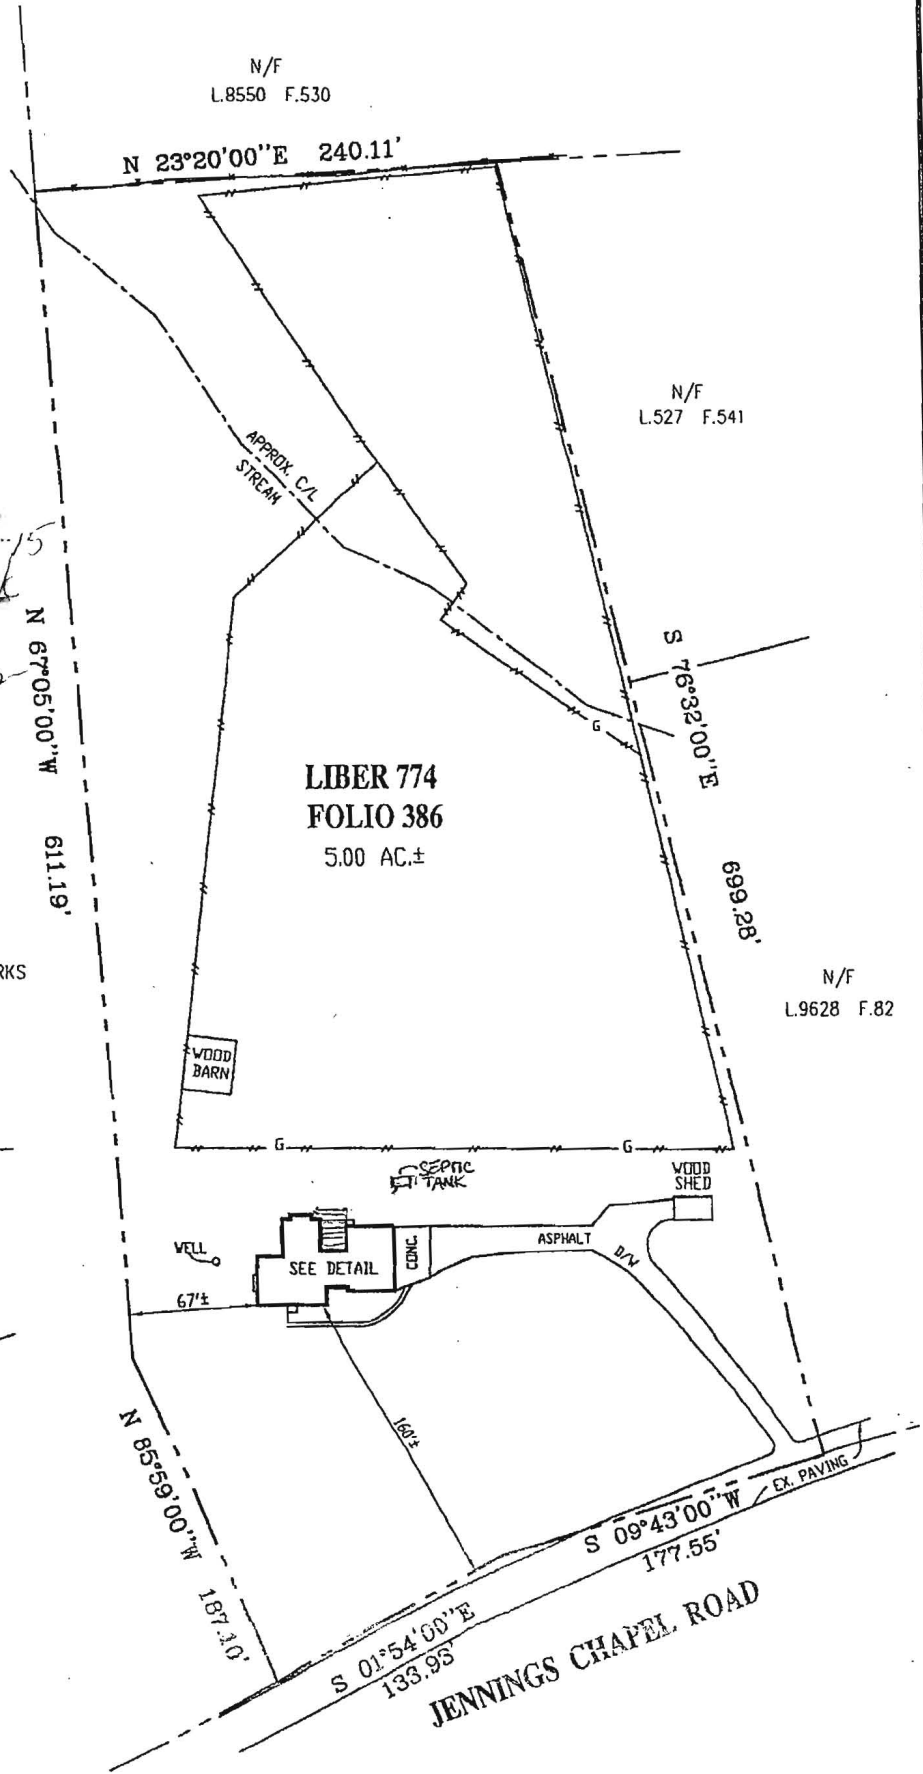 N/F
L.8550 F.530
N 23°20'00"E 240.11'
N/F
L.527 F.541
APPROX. C/L
STREAM
N 67°05'00"W 611.19'
S 76°32'00"E 699.28'
G
LIBER 774
FOLIO 386
5.00 AC.±
RKS
N/F
L.9628 F.82
WOOD
BARN
G
G
SEPTIC
TANK
WOOD
SHED
WELL
SEE DETAIL
CONC.
ASPHALT
D/W
67'±
160'±
N 85°59'00"W 187.10'
EX. PAVING
S 09°43'00"W
177.55'
S 01°54'00"E
133.93'
JENNINGS CHAPEL ROAD